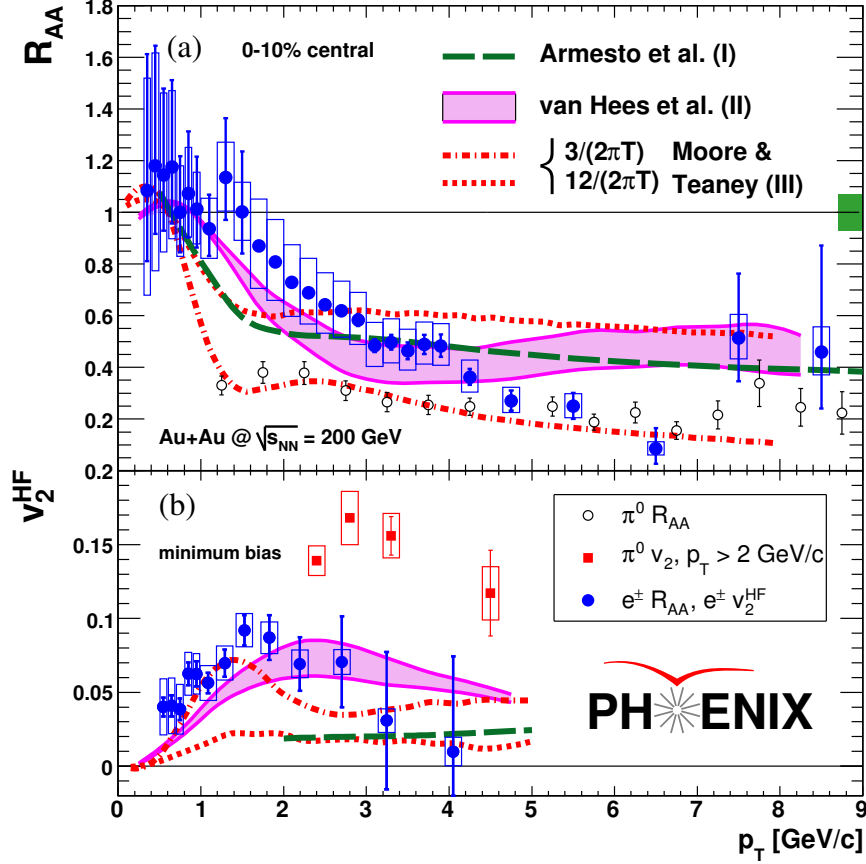 R_AA
1.8
1.6
1.4
1.2
1
0.8
0.6
0.4
0.2
(a)
0-10% central
Armesto et al. (I)
van Hees et al. (II)
3/(2πT) Moore &
12/(2πT) Teaney (III)
Au+Au @ √s_NN = 200 GeV
v_2^HF
0.2
0.15
0.1
0.05
0
(b)
minimum bias
π⁰ R_AA
π⁰ v_2, p_T > 2 GeV/c
e± R_AA, e± v_2^HF
PHENIX
0 1 2 3 4 5 6 7 8 9
p_T [GeV/c]